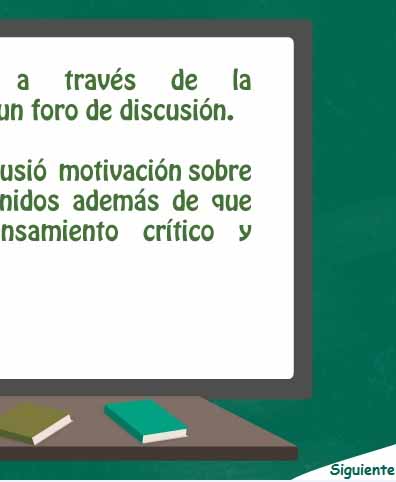 a través de la
un foro de discusión.
usió motivación sobre
nidos además de que
nsamiento crítico y
Siguiente